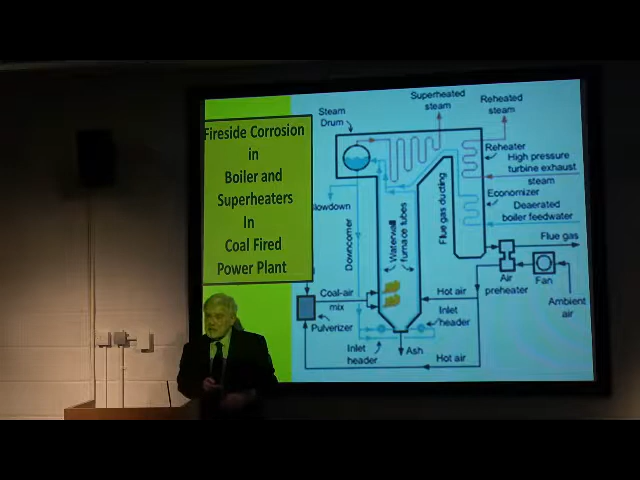 Fireside Corrosion
in
Boiler and
Superheaters
In
Coal Fired
Power Plant
Steam
Drum
Superheated
steam
Reheated
steam
Reheater
High pressure
turbine exhaust
steam
Economizer
Deaerated
boiler feedwater
lowdown
Downcomer
Waterwall
furnace tubes
Flue gas ducting
Flue gas
Air
preheater
Fan
Ambient
air
Coal-air
mix
Hot air
Pulverizer
Inlet
header
Inlet
header
Ash
Hot air